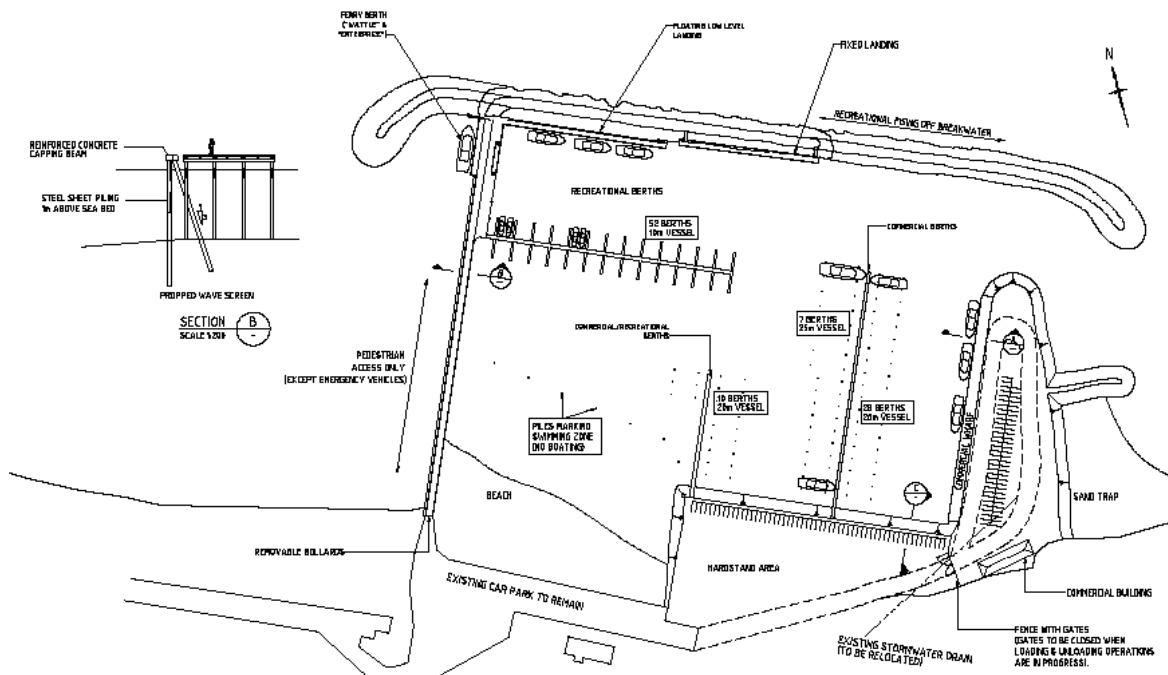 FERRY BERTH
("WATTLE" &
"ENTERPRISE")
FLOATING LOW LEVEL
LANDING
FIXED LANDING
N
RECREATIONAL FISING OFF BREAKWATER
REINFORCED CONCRETE
CAPPING BEAM
STEEL SHEET PILING
1m ABOVE SEA BED
PROPPED WAVE SCREEN
SECTION B
SCALE 1:200
RECREATIONAL BERTHS
52 BERTHS
10m VESSEL
COMMERCIAL BERTHS
B
7 BERTHS
25m VESSEL
COMMERCIAL/RECREATIONAL
BERTHS
A
PEDESTRIAN
ACCESS ONLY
(EXCEPT EMERGENCY VEHICLES)
10 BERTHS
20m VESSEL
28 BERTHS
20m VESSEL
PILES MARKING
SWIMMING ZONE
(NO BOATING)
COMMERCIAL WHARF
BEACH
C
SAND TRAP
REMOVABLE BOLLARDS
HARDSTAND AREA
EXISTING CAR PARK TO REMAIN
COMMERCIAL BUILDING
EXISTING STORMWATER DRAIN
(TO BE RELOCATED)
FENCE WITH GATES
(GATES TO BE CLOSED WHEN
LOADING & UNLOADING OPERATIONS
ARE IN PROGRESS).